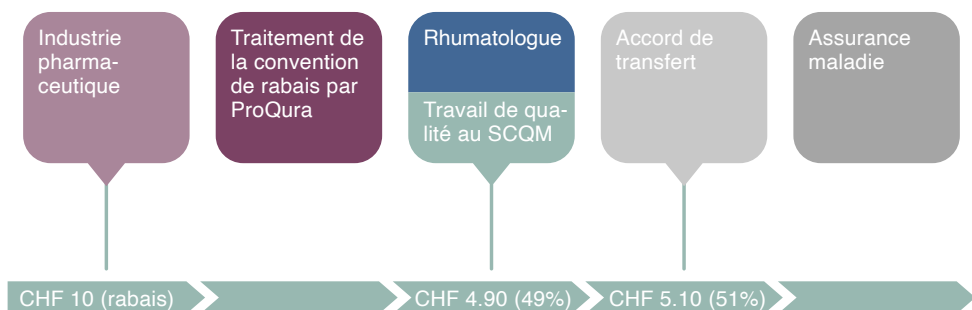 Industrie
pharma-
ceutique
Traitement de
la convention
de rabais par
ProQura
Rhumatologue
Travail de qua-
lité au SCQM
Accord de
transfert
Assurance
maladie
CHF 10 (rabais)
CHF 4.90 (49%)
CHF 5.10 (51%)